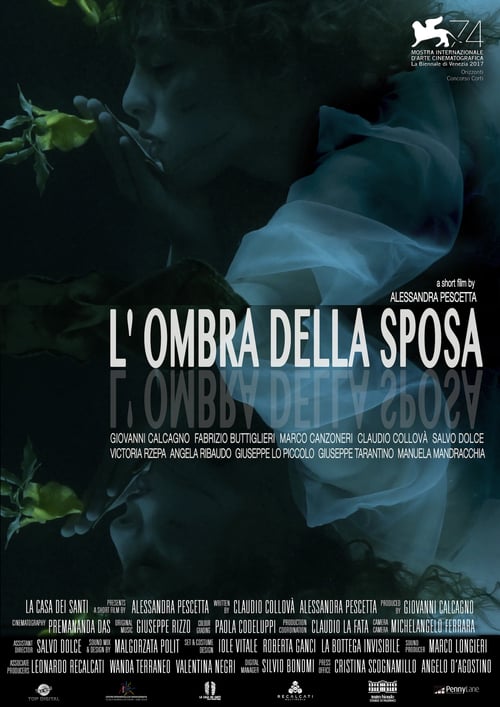 74
MOSTRA INTERNAZIONALE
D'ARTE CINEMATOGRAFICA
La Biennale di Venezia 2017
Orizzonti
Concorso Corti
a short film by
ALESSANDRA PESCETTA
L' OMBRA DELLA SPOSA
GIOVANNI CALCAGNO FABRIZIO BUTTIGLIERI MARCO CANZONERI CLAUDIO COLLOVÀ SALVO DOLCE
VICTORIA RZEPA ANGELA RIBAUDO GIUSEPPE LO PICCOLO GIUSEPPE TARANTINO MANUELA MANDRACCHIA
LA CASA DEI SANTI PRESENTS A SHORT FILM BY ALESSANDRA PESCETTA WRITTEN BY CLAUDIO COLLOVÀ ALESSANDRA PESCETTA PRODUCED BY GIOVANNI CALCAGNO
CINEMATOGRAPHY PREMANANDA DAS ORIGINAL MUSIC GIUSEPPE RIZZO COLOUR GRADING PAOLA CODELUPPI PRODUCTION COORDINATION CLAUDIO LA FATA CAMERA CAMERA MICHELANGELO FERRARA
ASSISTANT DIRECTOR SALVO DOLCE SOUND MIX & DESIGN BY MALGORZATA POLIT SET & COSTUME DESIGN IOLE VITALE ROBERTA GANCI LA BOTTEGA INVISIBILE SOUND PRODUCER MARCO LONGIERI
ASSOCIATE PRODUCERS LEONARDO RECALCATI WANDA TERRANEO VALENTINA NEGRI DIGITAL MANAGER SILVIO BONOMI PRESS OFFICE CRISTINA SCOGNAMILLO ANGELO D'AGOSTINO
TOP DIGITAL RECALCATI PennyLane